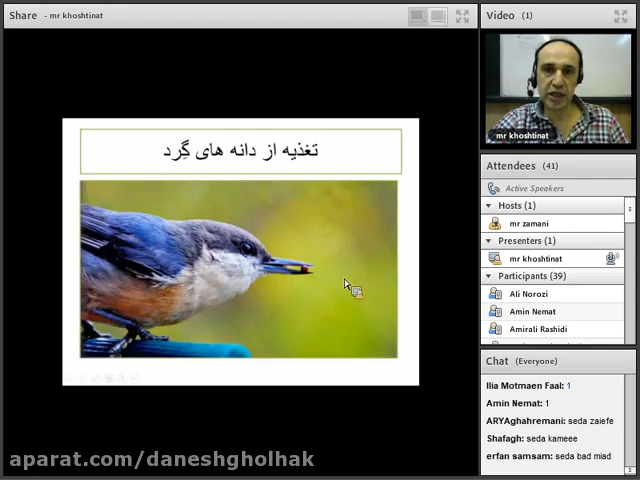 Share - mr khoshtinat
تغذیه از دانه های گِرد
Video (1)
mr khoshtinat
Attendees (41)
Active Speakers
Hosts (1)
mr zamani
Presenters (1)
mr khoshtinat
Participants (39)
Ali Norozi
Amin Nemat
Amirali Rashidi
Chat (Everyone)
Ilia Motmaen Faal: 1
Amin Nemat: 1
ARYAghahremani: seda zaiefe
Shafagh: seda kameee
erfan samsam: seda bad miad
aparat.com/daneshgholhak